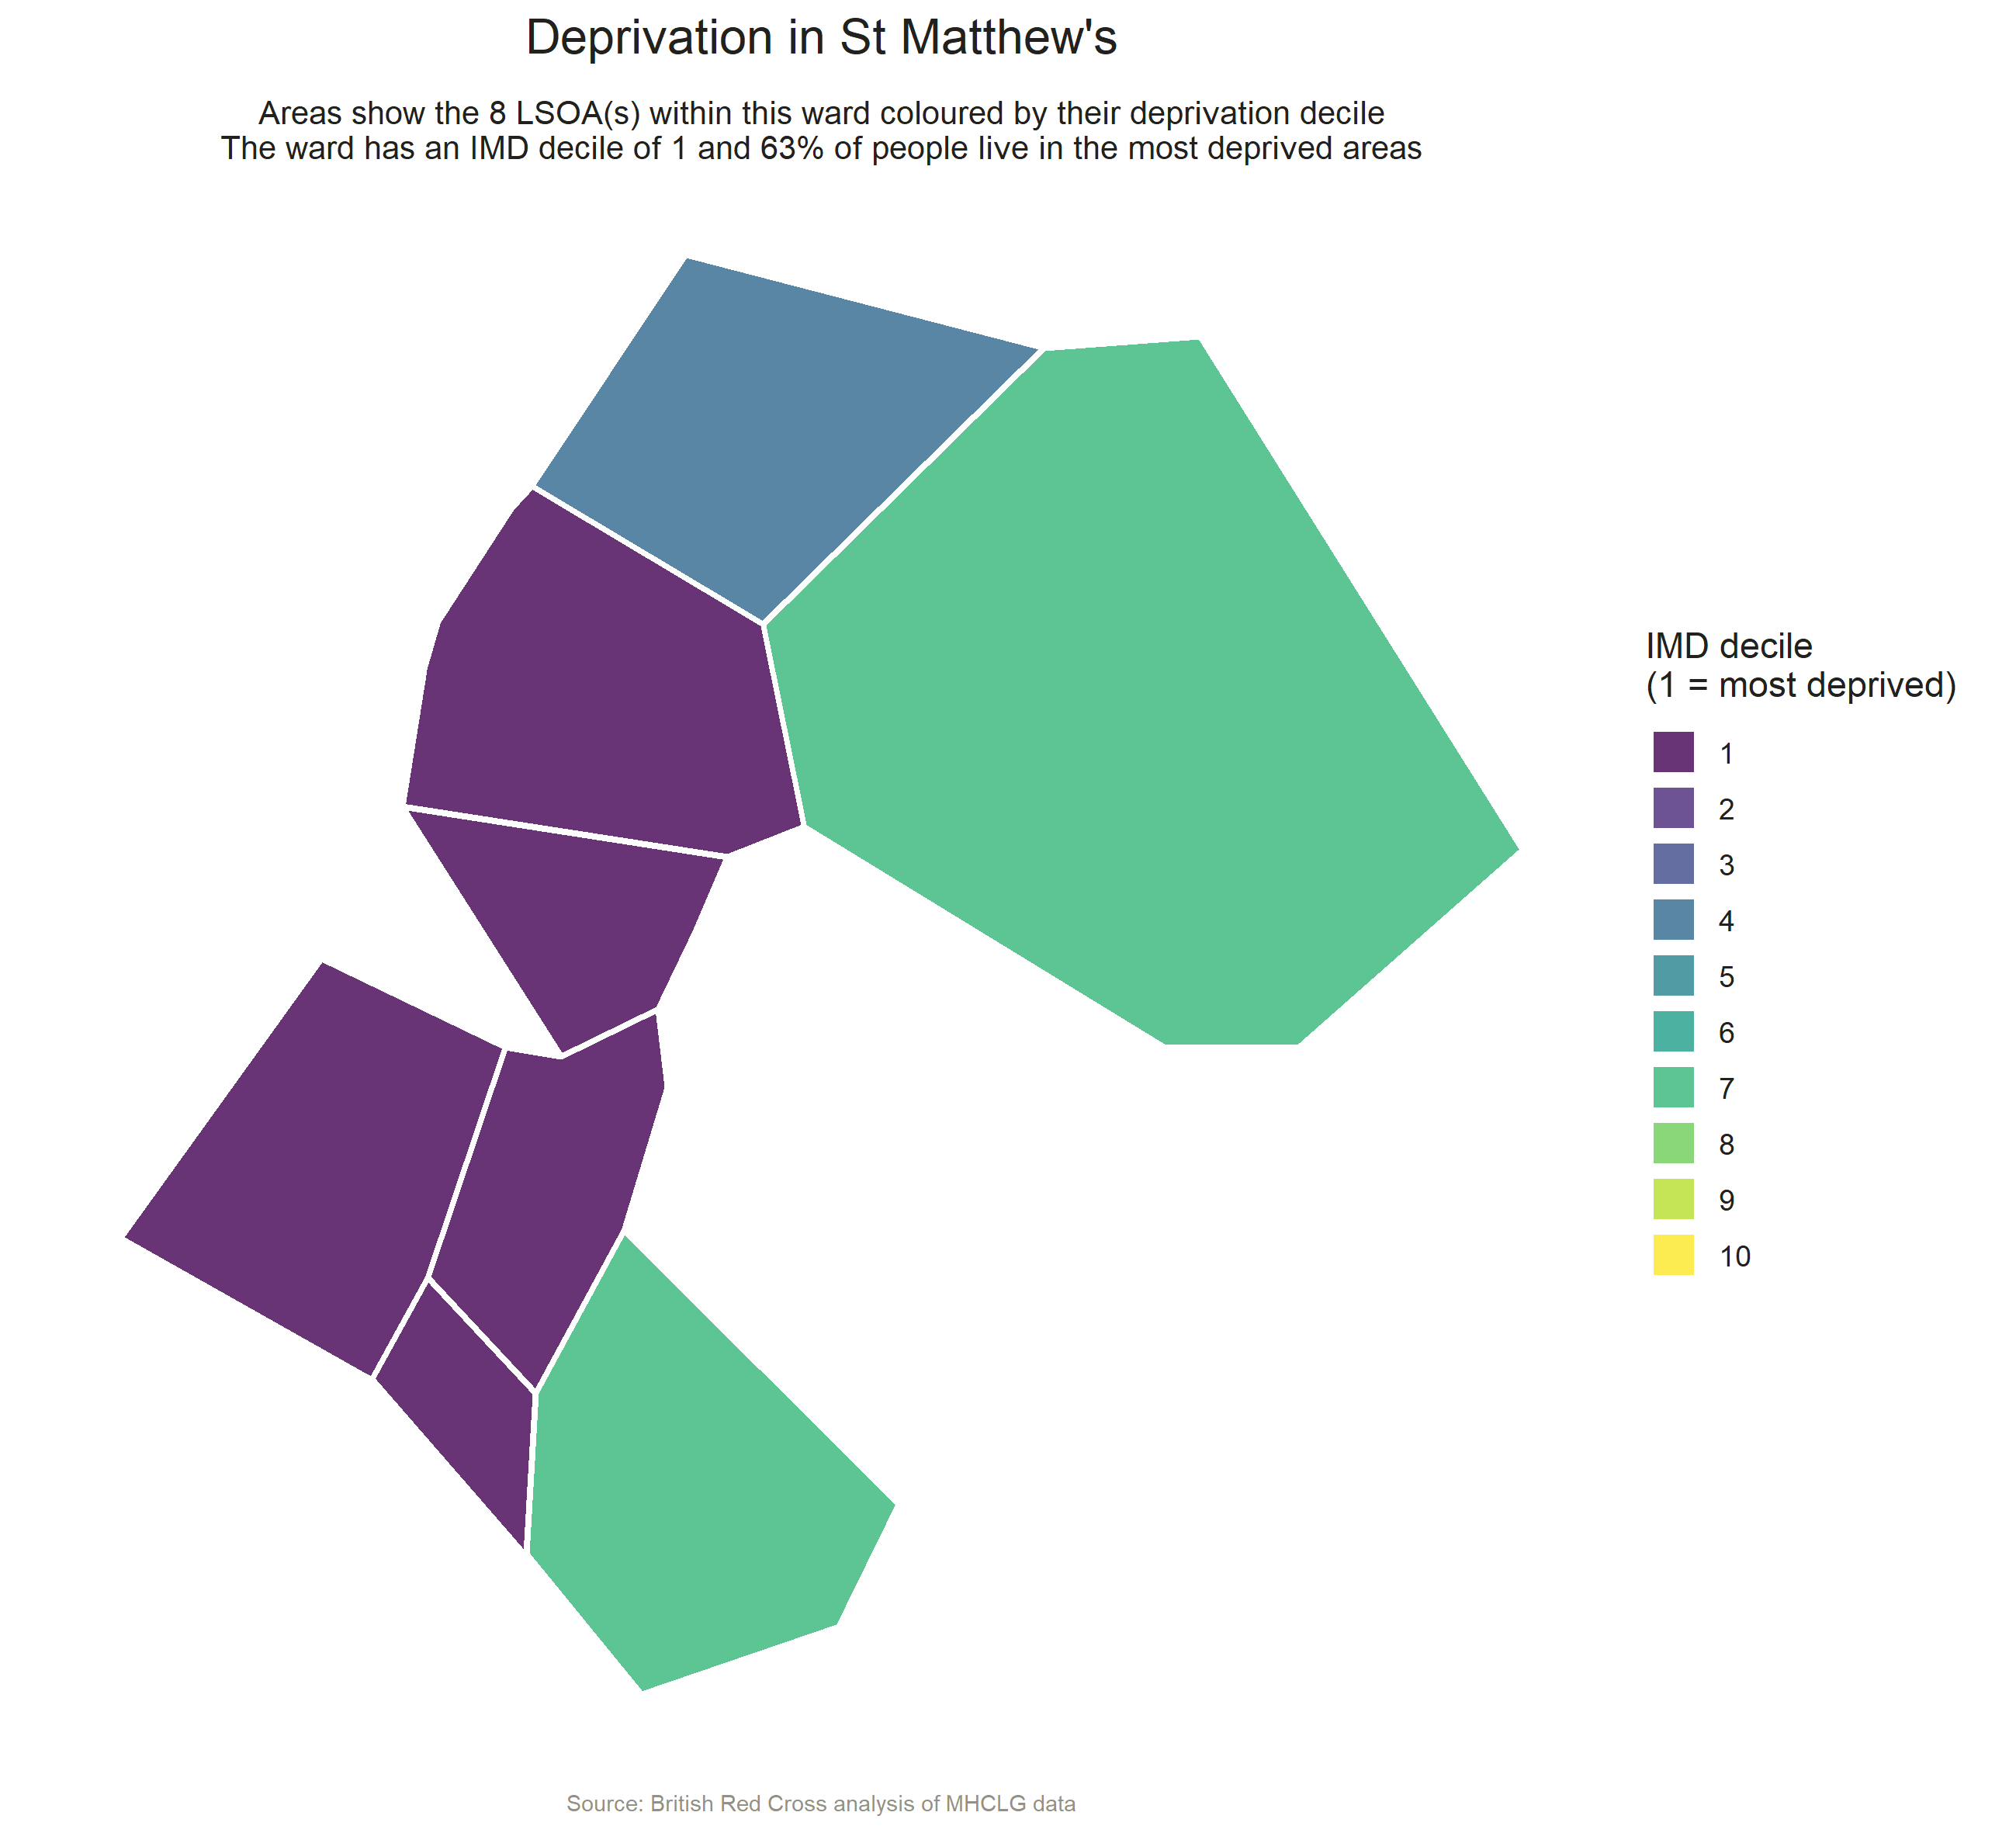 Deprivation in St Matthew's
Areas show the 8 LSOA(s) within this ward coloured by their deprivation decile
The ward has an IMD decile of 1 and 63% of people live in the most deprived areas
IMD decile
(1 = most deprived)
1
2
3
4
5
6
7
8
9
10
Source: British Red Cross analysis of MHCLG data